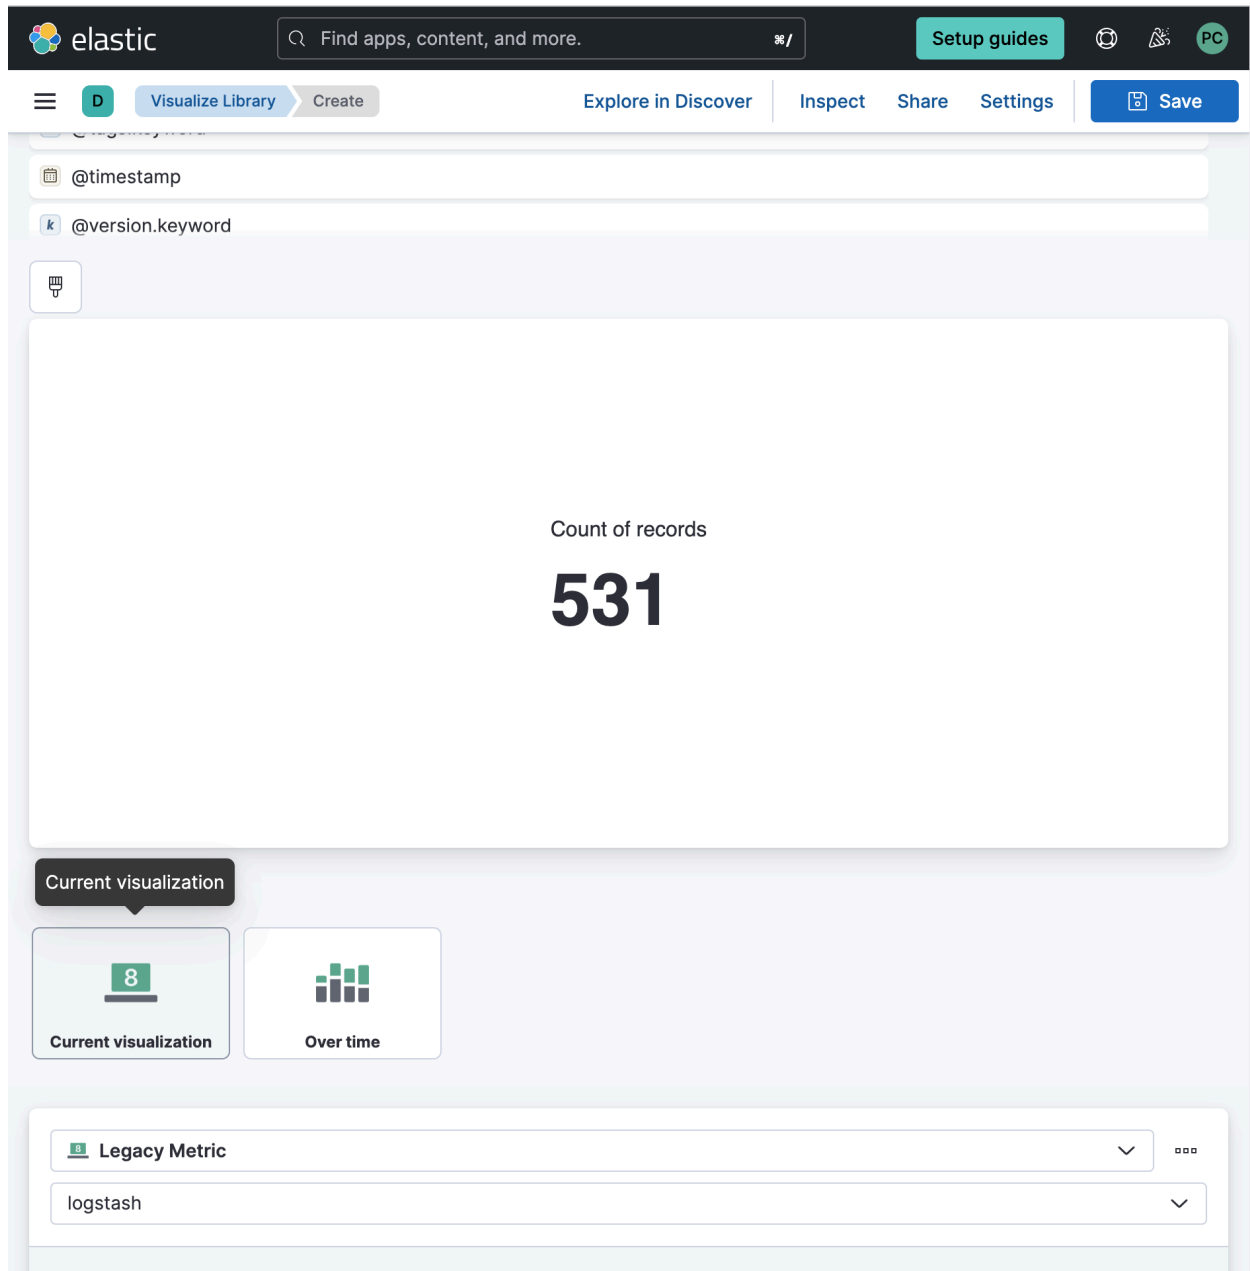 elastic
Find apps, content, and more.
⌘/
Setup guides
PC
D
Visualize Library
Create
Explore in Discover
Inspect
Share
Settings
Save
@timestamp
k
@version.keyword
Count of records
531
Current visualization
8
Current visualization
Over time
8
Legacy Metric
logstash